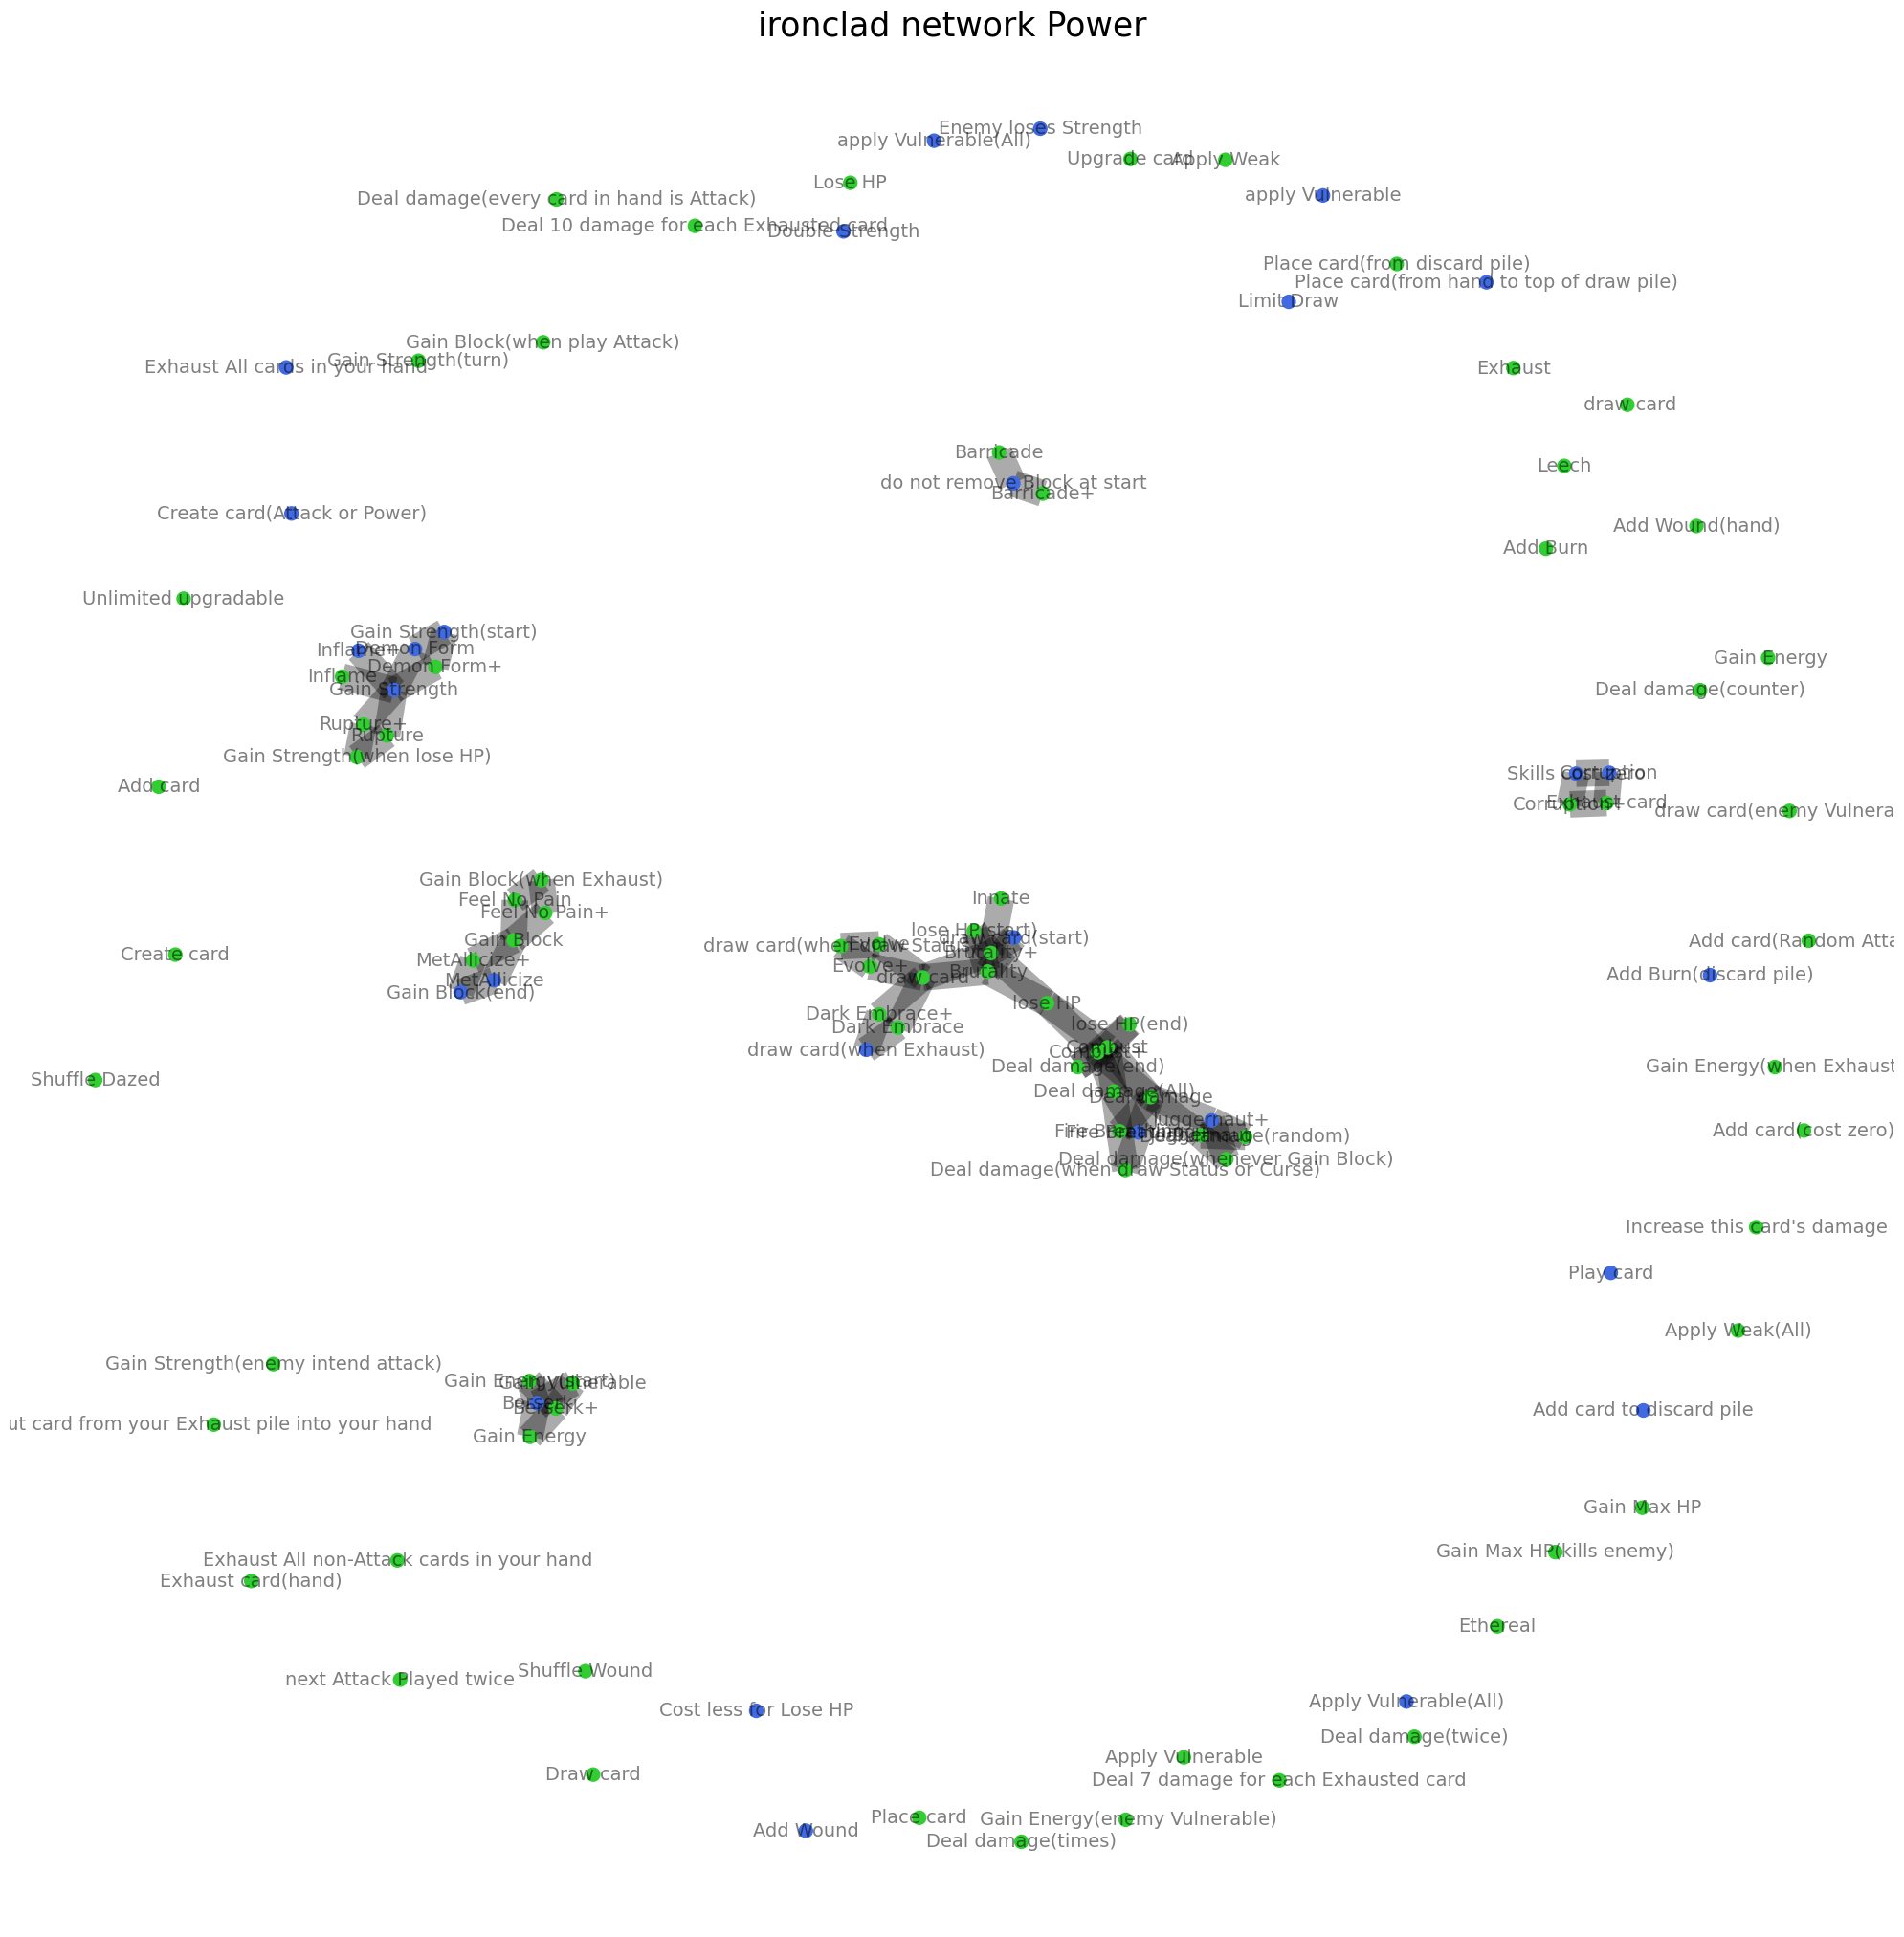 ironclad network Power
Enemy loses Strength
apply Vulnerable(All)
Upgrade card
Apply Weak
Lose HP
apply Vulnerable
Deal damage(every card in hand is Attack)
Deal 10 damage for each Exhausted card
Double Strength
Place card(from discard pile)
Place card(from hand to top of draw pile)
Limit Draw
Gain Block(when play Attack)
Gain Strength(turn)
Exhaust All cards in your hand
Exhaust
draw card
Barricade
Leech
do not remove Block at start
Barricade+
Create card(Attack or Power)
Add Wound(hand)
Add Burn
Unlimited upgradable
Gain Strength(start)
Inflame+
Demon Form
Gain Energy
Demon Form+
Inflame
Gain Strength
Deal damage(counter)
Rupture+
Rupture
Gain Strength(when lose HP)
Skills cost zero
Corruption
Add card
Corruption+
Exhaust card
draw card(enemy Vulnera
Gain Block(when Exhaust)
Feel No Pain
Innate
Feel No Pain+
lose HP(start)
draw card(start)
Gain Block
Add card(Random Atta
draw card(when draw Status)
Evolve
Brutality+
Create card
MetAllicize+
Evolve+
Brutality
Add Burn(discard pile)
draw card
MetAllicize
Gain Block(end)
lose HP
Dark Embrace+
lose HP(end)
Dark Embrace
draw card(when Exhaust)
Combust
Combust+
Deal damage(end)
Gain Energy(when Exhaust
Shuffle Dazed
Deal damage(All)
Deal damage
Juggernaut+
Add card(cost zero)
Fire Breathing
Juggernaut
Deal damage(random)
Deal damage(whenever Gain Block)
Deal damage(when draw Status or Curse)
Increase this card's damage
Play card
Apply Weak(All)
Gain Strength(enemy intend attack)
Gain Energy(start)
Gain Vulnerable
Berserk
Berserk+
Add card to discard pile
ut card from your Exhaust pile into your hand
Gain Energy
Gain Max HP
Gain Max HP(kills enemy)
Exhaust All non-Attack cards in your hand
Exhaust card(hand)
Ethereal
Shuffle Wound
next Attack Played twice
Apply Vulnerable(All)
Cost less for Lose HP
Deal damage(twice)
Apply Vulnerable
Draw card
Deal 7 damage for each Exhausted card
Place card
Gain Energy(enemy Vulnerable)
Add Wound
Deal damage(times)